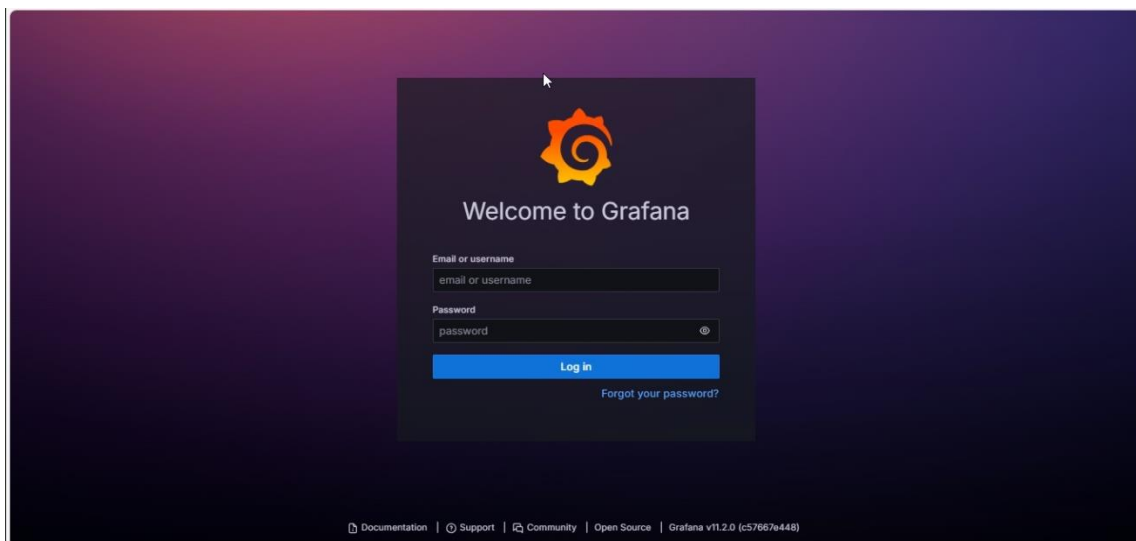 Welcome to Grafana
Email or username
email or username
Password
password
Log in
Forgot your password?
Documentation | Support | Community | Open Source | Grafana v11.2.0 (c57667e448)